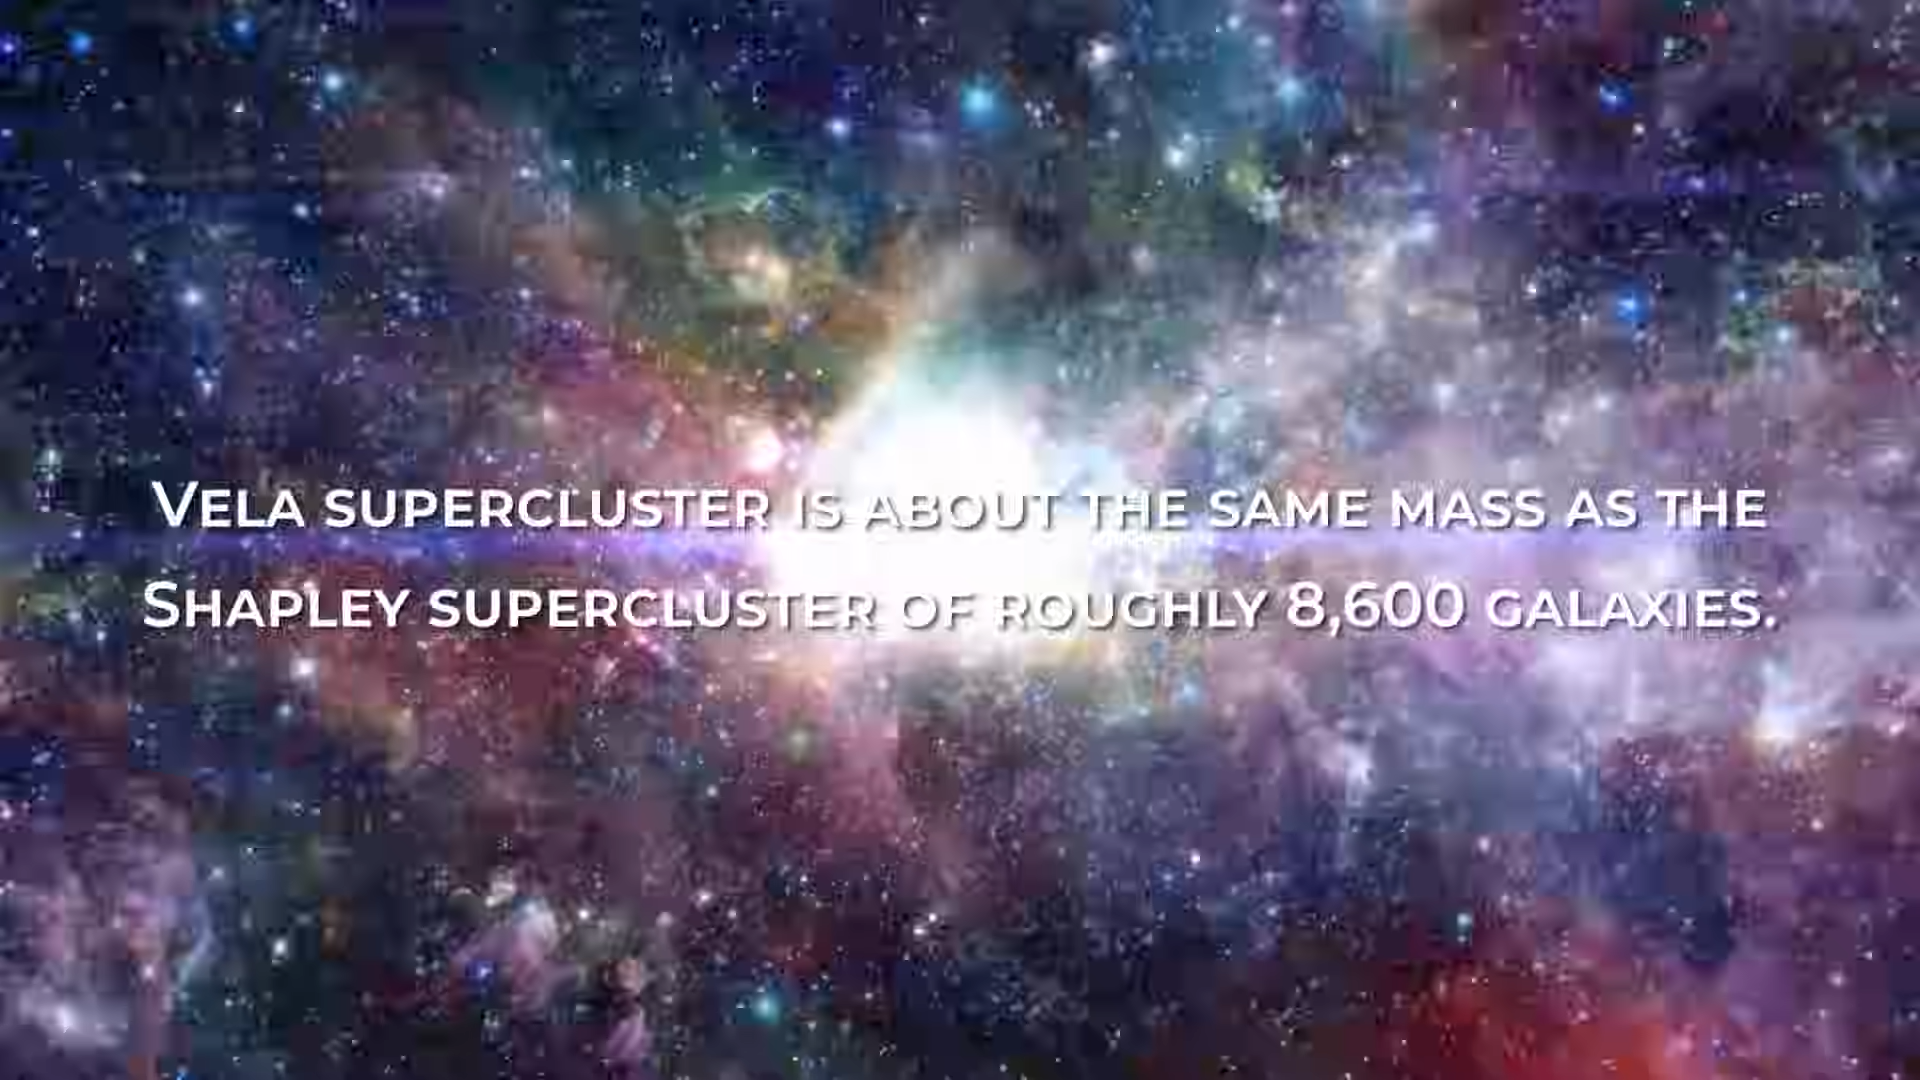 Vela supercluster is about the same mass as the
Shapley supercluster of roughly 8,600 galaxies.